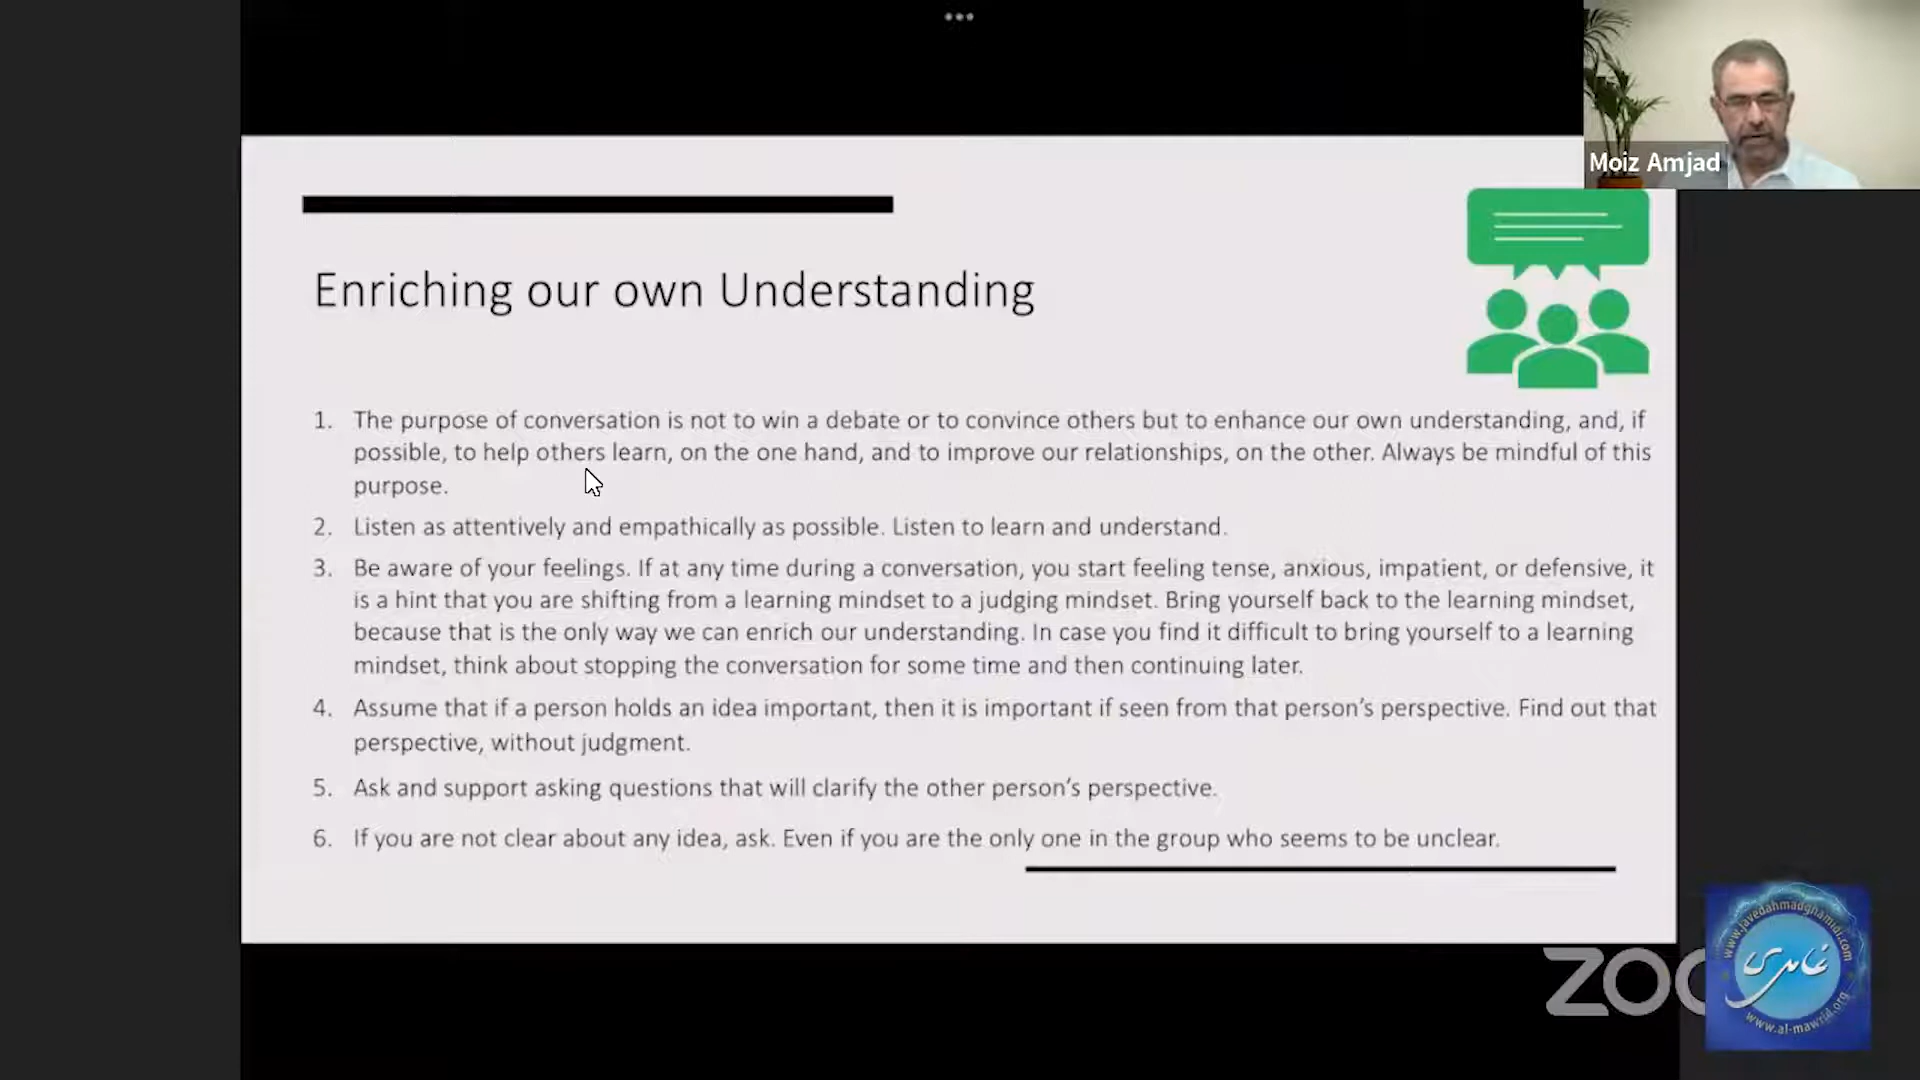 Moiz Amjad
Enriching our own Understanding
1. The purpose of conversation is not to win a debate or to convince others but to enhance our own understanding, and, if
possible, to help others learn, on the one hand, and to improve our relationships, on the other. Always be mindful of this
purpose.
2. Listen as attentively and empathically as possible. Listen to learn and understand.
3. Be aware of your feelings. If at any time during a conversation, you start feeling tense, anxious, impatient, or defensive, it
is a hint that you are shifting from a learning mindset to a judging mindset. Bring yourself back to the learning mindset,
because that is the only way we can enrich our understanding. In case you find it difficult to bring yourself to a learning
mindset, think about stopping the conversation for some time and then continuing later.
4. Assume that if a person holds an idea important, then it is important if seen from that person’s perspective. Find out that
perspective, without judgment.
5. Ask and support asking questions that will clarify the other person’s perspective.
6. If you are not clear about any idea, ask. Even if you are the only one in the group who seems to be unclear.
zoo
www.javedahmadghamidi.com
غامدی
www.al-mawrid.org